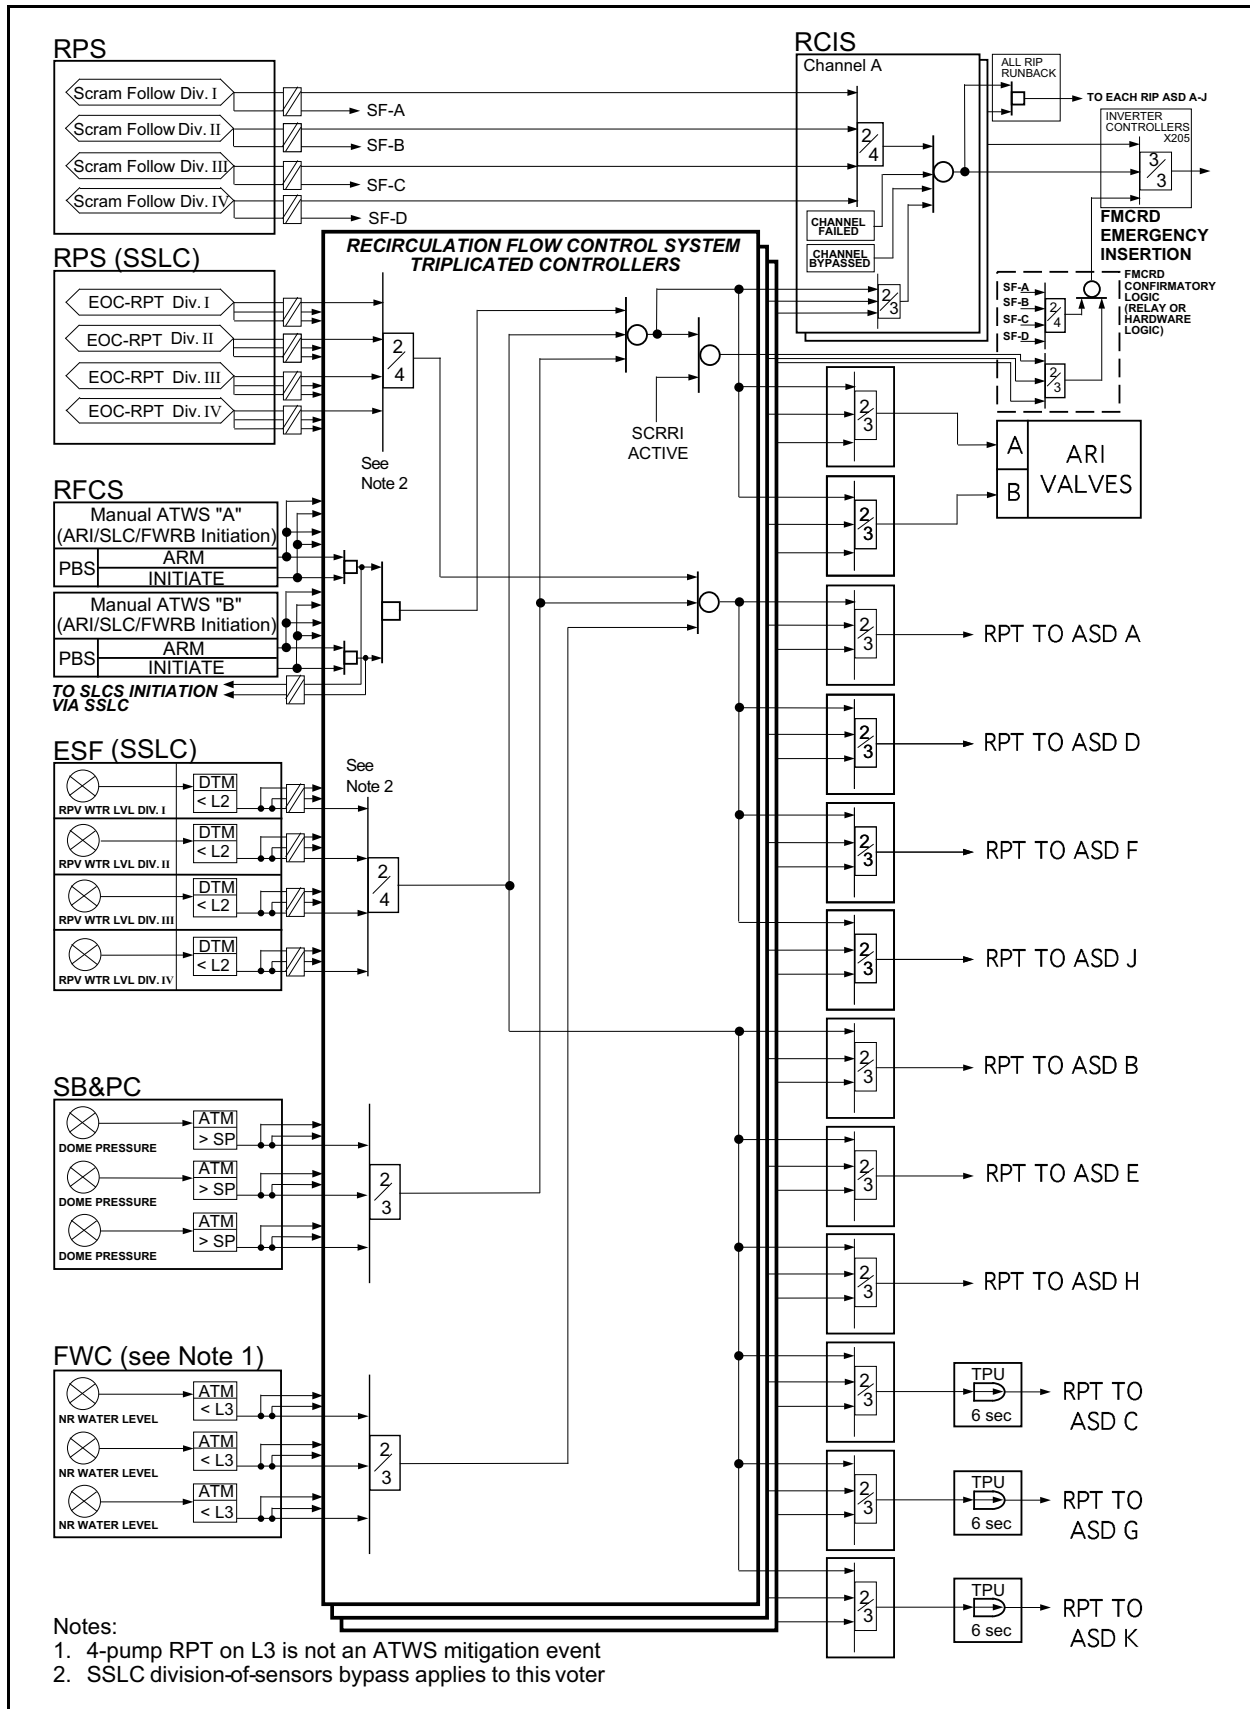 RPS
Scram Follow Div. I
Scram Follow Div. II
Scram Follow Div. III
Scram Follow Div. IV
SF-A
SF-B
SF-C
SF-D
RCIS
Channel A
2/4
CHANNEL
FAILED
CHANNEL
BYPASSED
2/3
ALL RIP
RUNBACK
TO EACH RIP ASD A-J
INVERTER
CONTROLLERS
X205
3/3
FMCRD
EMERGENCY
INSERTION
FMCRD
CONFIRMATORY
LOGIC
(RELAY OR
HARDWARE
LOGIC)
SF-A
SF-B
SF-C
SF-D
2/4
2/3
RPS (SSLC)
EOC-RPT Div. I
EOC-RPT Div. II
EOC-RPT Div. III
EOC-RPT Div. IV
RECIRCULATION FLOW CONTROL SYSTEM
TRIPLICATED CONTROLLERS
2/4
See
Note 2
SCRRI
ACTIVE
2/3
2/3
A
B
ARI
VALVES
RFCS
Manual ATWS "A"
(ARI/SLC/FWRB Initiation)
PBS
ARM
INITIATE
Manual ATWS "B"
(ARI/SLC/FWRB Initiation)
PBS
ARM
INITIATE
TO SLCS INITIATION
VIA SSLC
2/3
RPT TO ASD A
2/3
RPT TO ASD D
2/3
RPT TO ASD F
2/3
RPT TO ASD J
2/3
RPT TO ASD B
2/3
RPT TO ASD E
2/3
RPT TO ASD H
2/3
TPU
6 sec
RPT TO
ASD C
2/3
TPU
6 sec
RPT TO
ASD G
2/3
TPU
6 sec
RPT TO
ASD K
ESF (SSLC)
RPV WTR LVL DIV. I
DTM
< L2
RPV WTR LVL DIV. II
DTM
< L2
RPV WTR LVL DIV. III
DTM
< L2
RPV WTR LVL DIV. IV
DTM
< L2
See
Note 2
2/4
SB&PC
DOME PRESSURE
ATM
> SP
DOME PRESSURE
ATM
> SP
DOME PRESSURE
ATM
> SP
2/3
FWC (see Note 1)
NR WATER LEVEL
ATM
< L3
NR WATER LEVEL
ATM
< L3
NR WATER LEVEL
ATM
< L3
2/3
Notes:
1. 4-pump RPT on L3 is not an ATWS mitigation event
2. SSLC division-of-sensors bypass applies to this voter